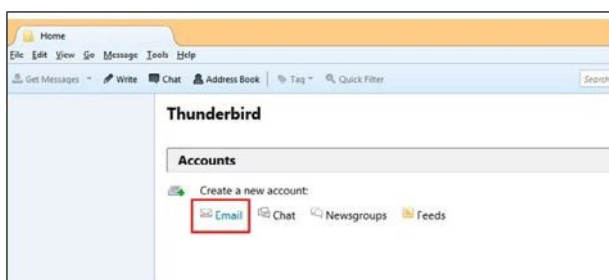 Home
File Edit View Go Message Tools Help
Get Messages Write Chat Address Book Tag Quick Filter Search
Thunderbird
Accounts
Create a new account:
Email Chat Newsgroups Feeds